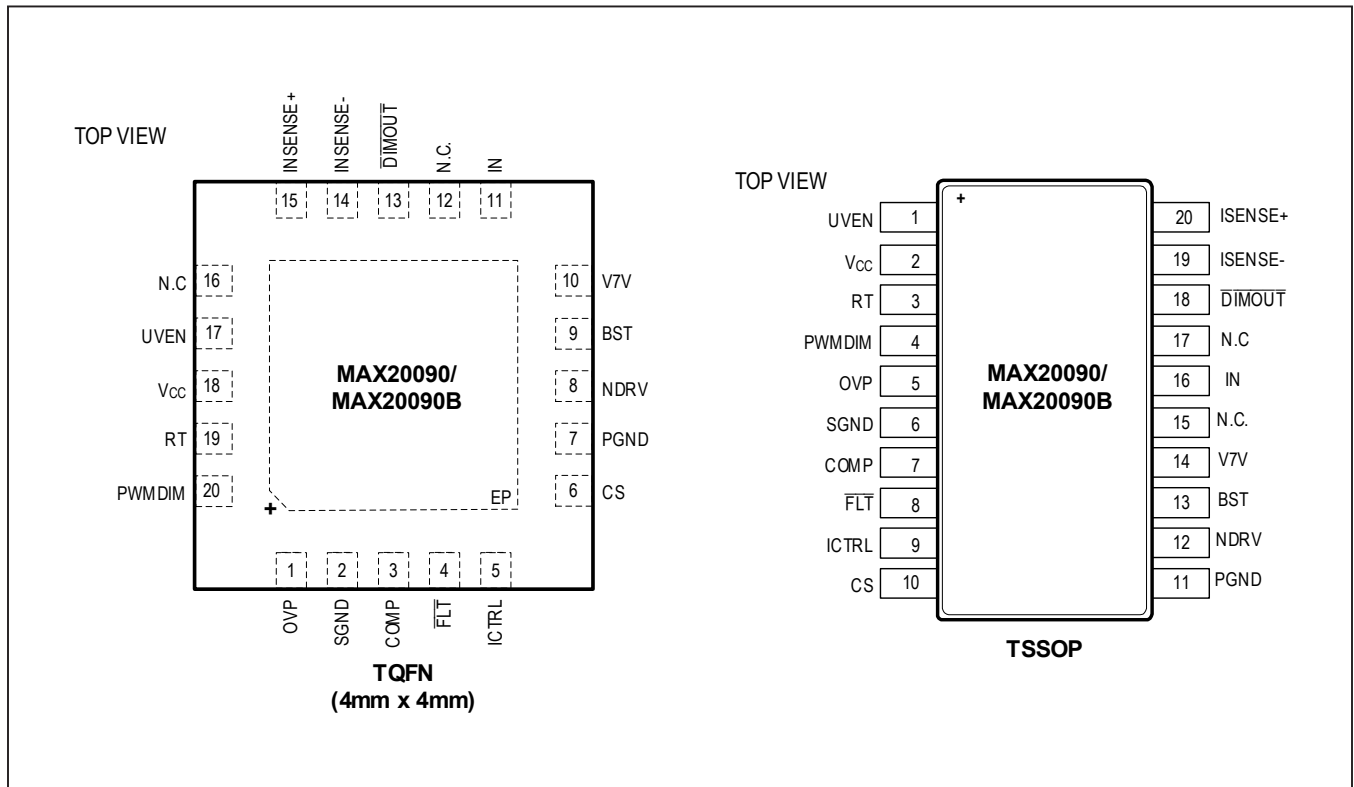 TOP VIEW
INSENSE+
INSENSE-
DIMOUT
N.C.
IN
15
14
13
12
11
N.C 16
UVEN 17
VCC 18
RT 19
PWMDIM 20
10 V7V
9 BST
8 NDRV
7 PGND
6 CS
MAX20090/
MAX20090B
EP
+
1
2
3
4
5
OVP
SGND
COMP
FLT
ICTRL
TQFN
(4mm x 4mm)
TOP VIEW
+
UVEN 1
VCC 2
RT 3
PWMDIM 4
OVP 5
SGND 6
COMP 7
FLT 8
ICTRL 9
CS 10
MAX20090/
MAX20090B
20 ISENSE+
19 ISENSE-
18 DIMOUT
17 N.C
16 IN
15 N.C.
14 V7V
13 BST
12 NDRV
11 PGND
TSSOP